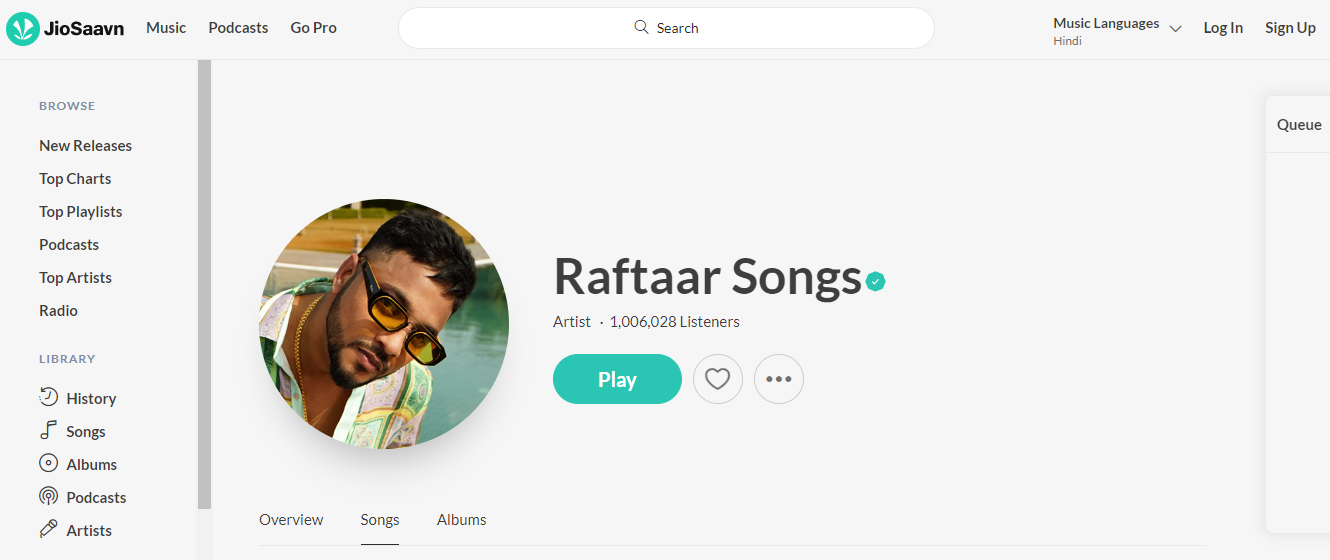 JioSaavn Music Podcasts Go Pro Search Music Languages Log In Sign Up
Hindi
BROWSE
New Releases
Top Charts
Top Playlists
Podcasts
Top Artists
Radio
LIBRARY
History
Songs
Albums
Podcasts
Artists
Raftaar Songs
Artist · 1,006,028 Listeners
Play
Overview Songs Albums
Queue